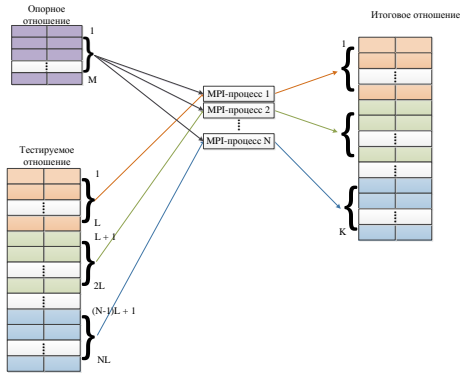 Опорное
отношение
1
M
Итоговое отношение
1
K
MPI-процесс 1
MPI-процесс 2
MPI-процесс N
Тестируемое
отношение
1
L
L + 1
2L
(N-1)L + 1
NL